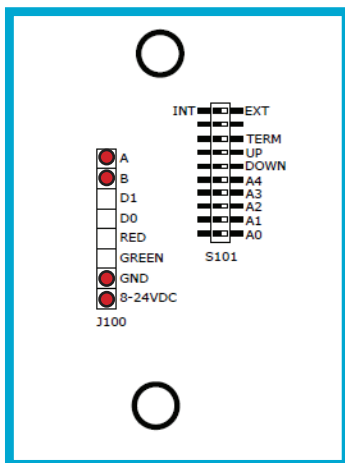 INT EXT
TERM
UP
DOWN
A4
A3
A2
A1
A0
S101
A
B
D1
D0
RED
GREEN
GND
8-24VDC
J100